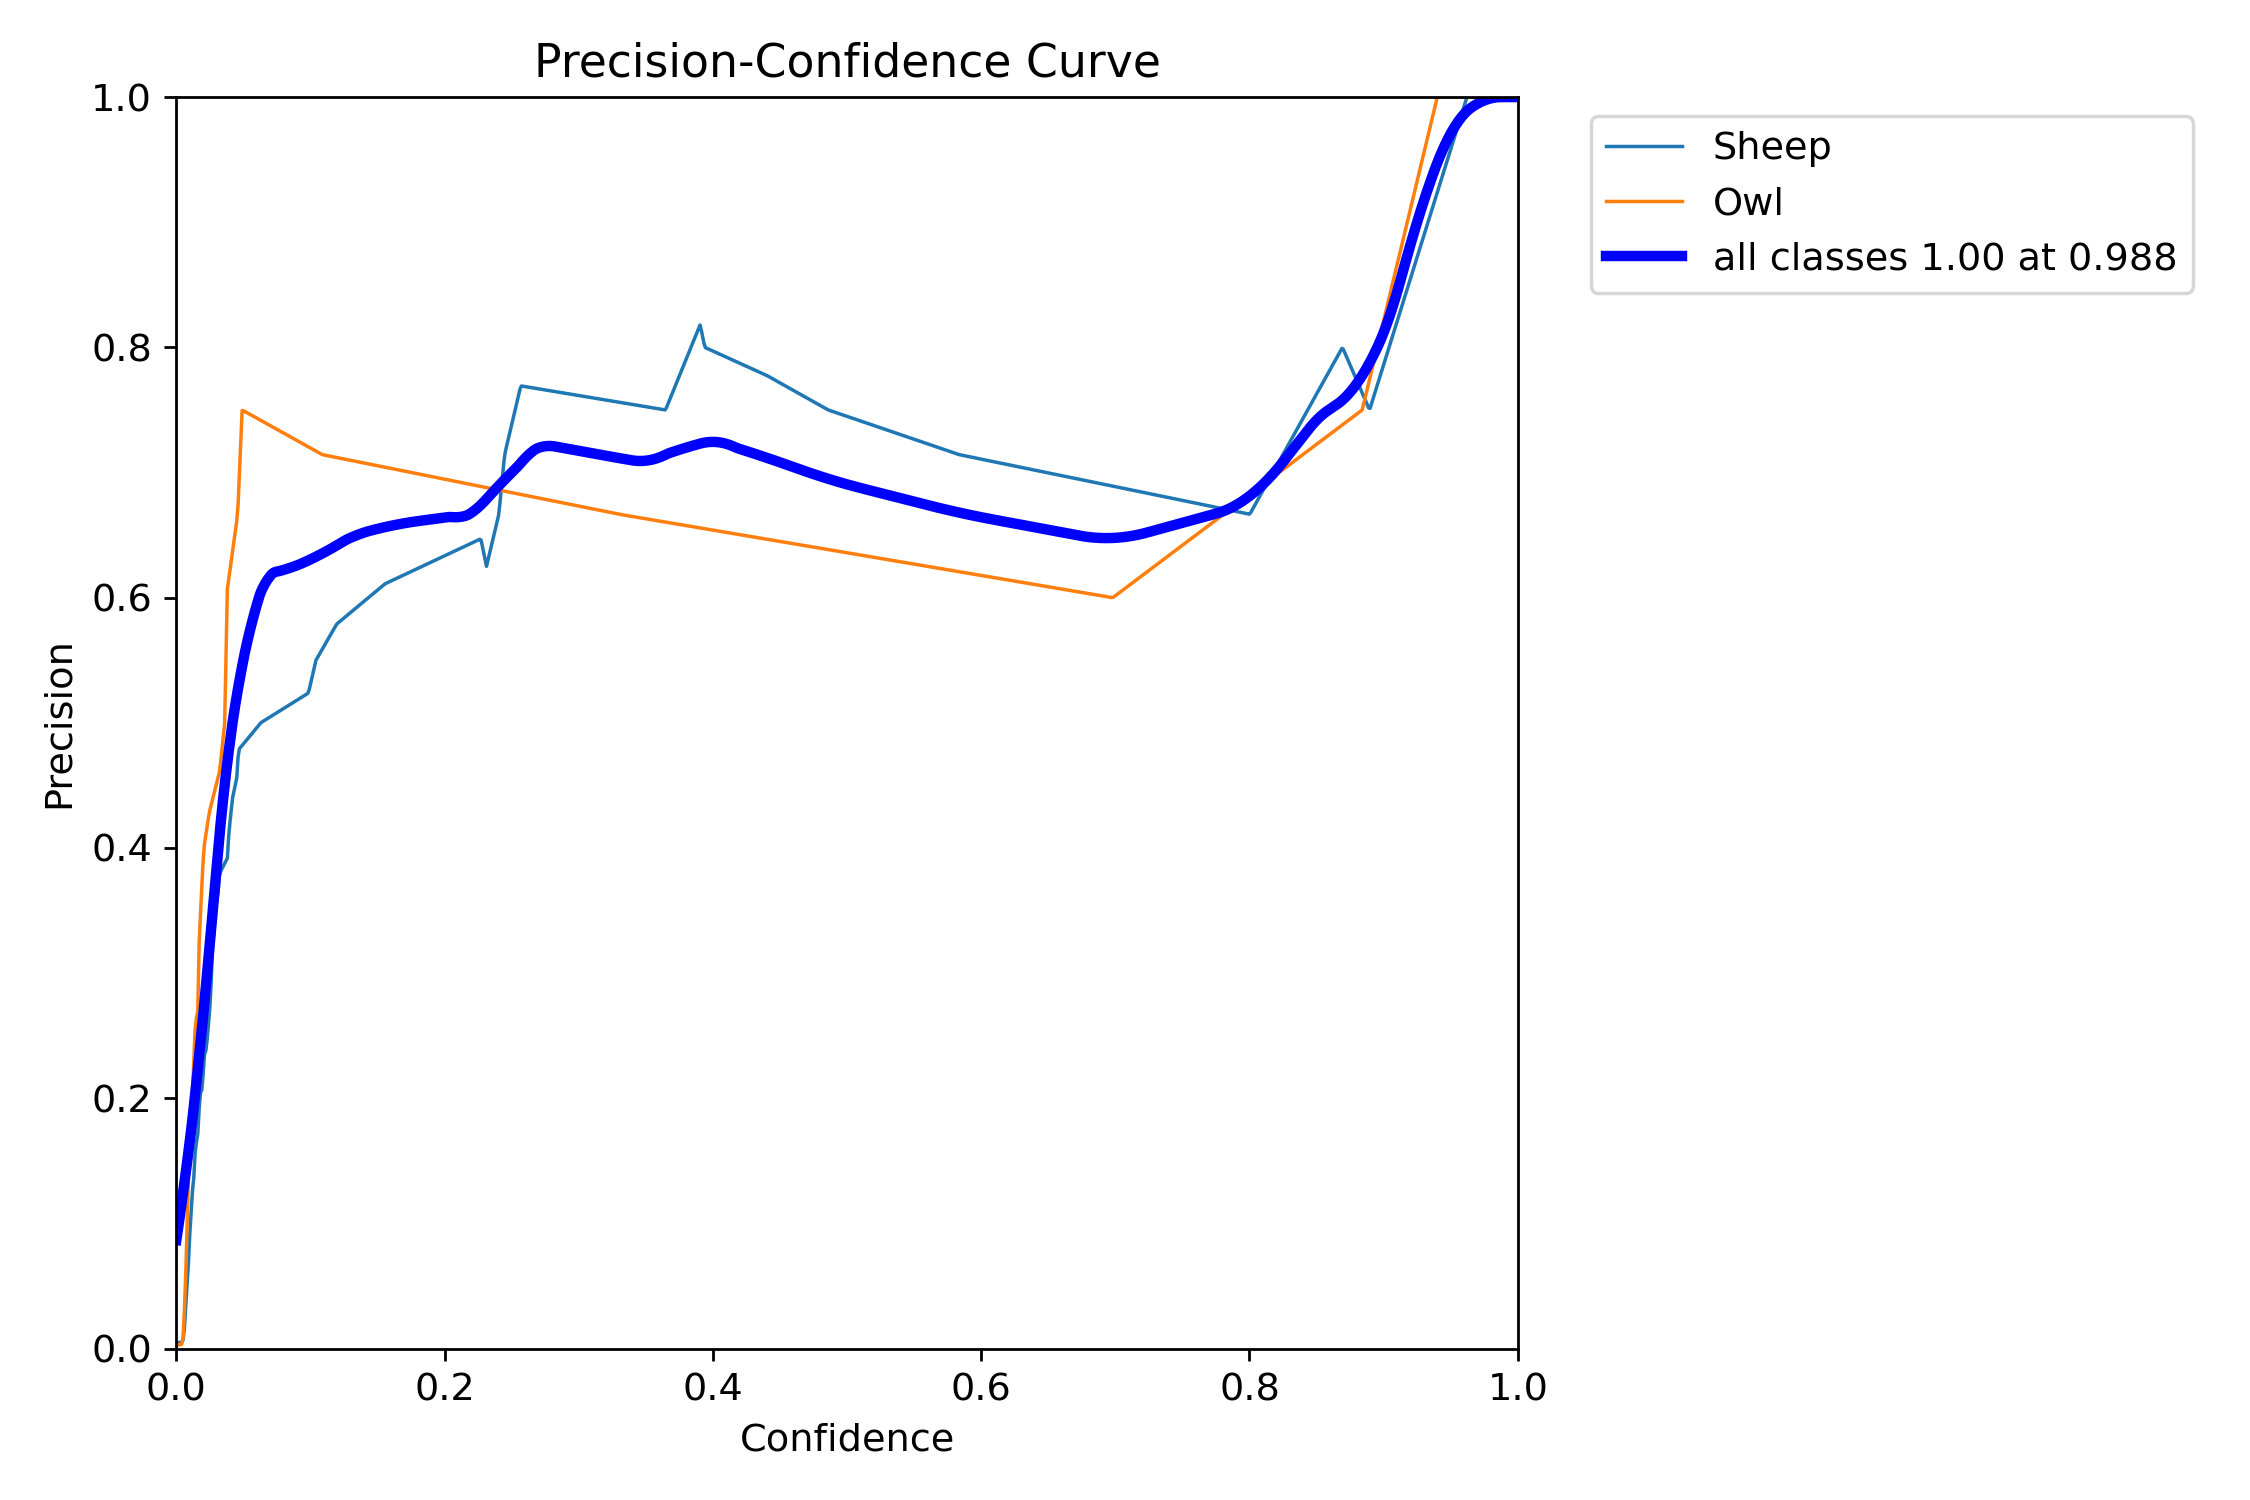 Precision-Confidence Curve
1.0
0.8
0.6
0.4
0.2
0.0
Precision
0.0 0.2 0.4 0.6 0.8 1.0
Confidence
Sheep
Owl
all classes 1.00 at 0.988